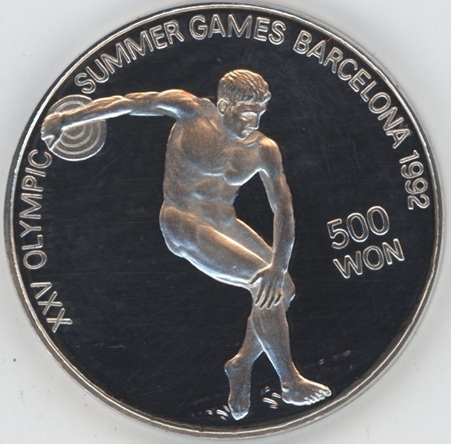 XXV OLYMPIC SUMMER GAMES BARCELONA 1992
500
WON